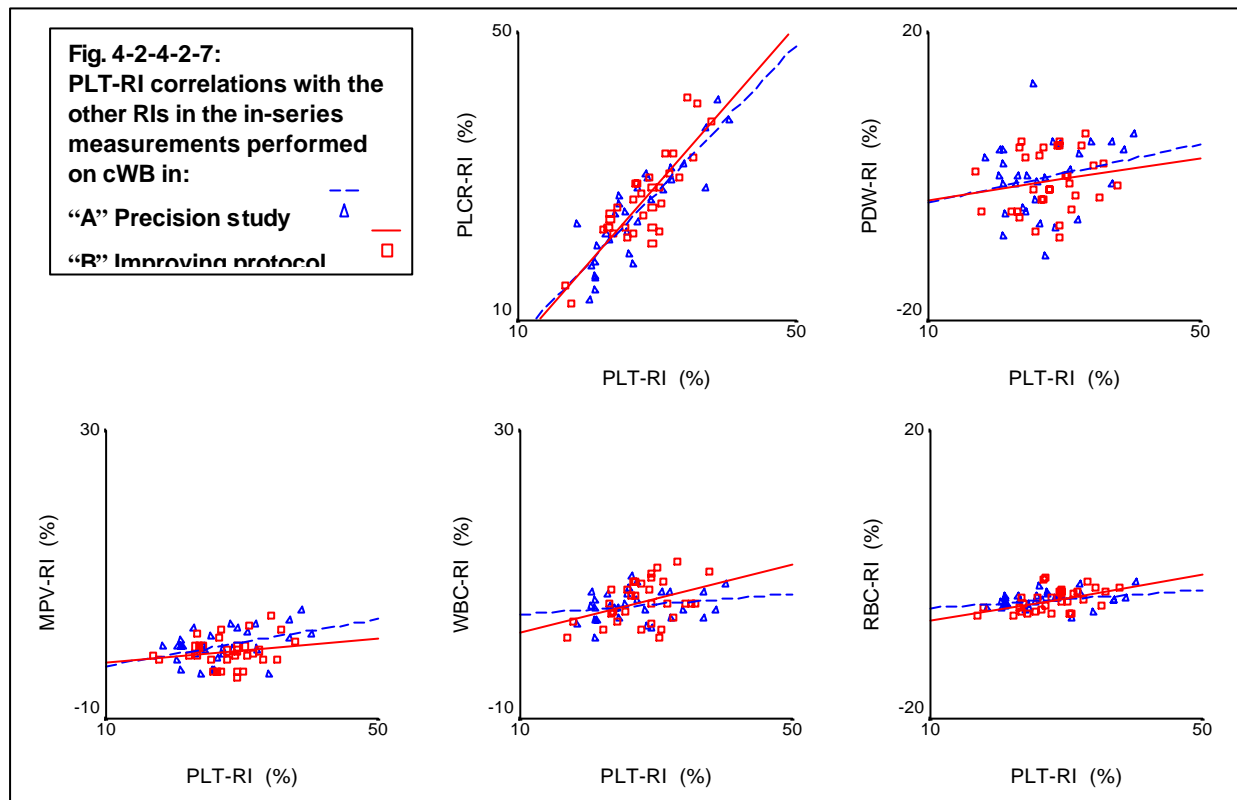 Fig. 4-2-4-2-7:
PLT-RI correlations with the
other RIs in the in-series
measurements performed
on cWB in:
“A” Precision study
“B” Improving protocol
50
PLCR-RI (%)
10
10
50
PLT-RI (%)
20
PDW-RI (%)
-20
10
50
PLT-RI (%)
30
MPV-RI (%)
-10
10
50
PLT-RI (%)
30
WBC-RI (%)
-10
10
50
PLT-RI (%)
20
RBC-RI (%)
-20
10
50
PLT-RI (%)